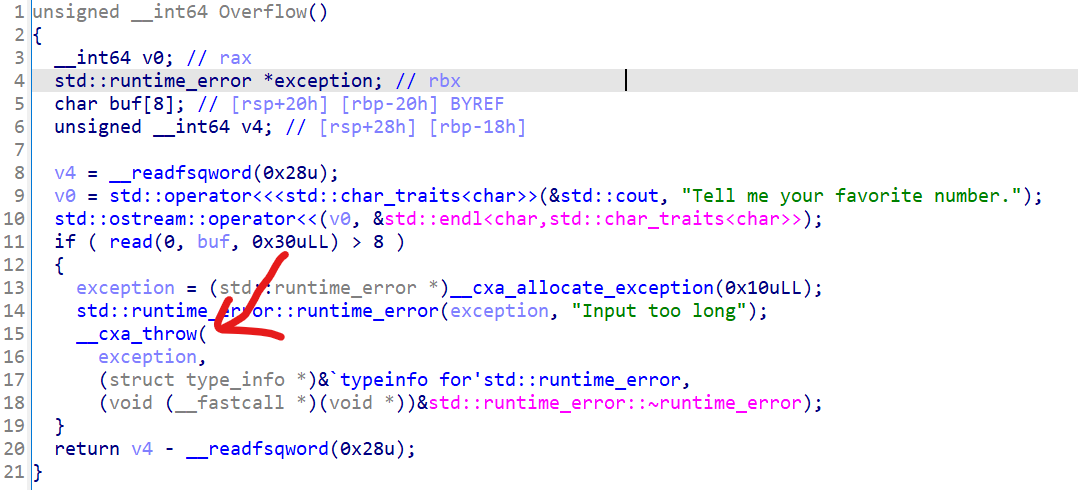 1 unsigned __int64 Overflow()
2 {
3 __int64 v0; // rax
4 std::runtime_error *exception; // rbx
5 char buf[8]; // [rsp+20h] [rbp-20h] BYREF
6 unsigned __int64 v4; // [rsp+28h] [rbp-18h]
7
8 v4 = __readfsqword(0x28u);
9 v0 = std::operator<<<std::char_traits<char>>(&std::cout, "Tell me your favorite number.");
10 std::ostream::operator<<(v0, &std::endl<char,std::char_traits<char>>);
11 if ( read(0, buf, 0x30uLL) > 8 )
12 {
13 exception = (std::runtime_error *)__cxa_allocate_exception(0x10uLL);
14 std::runtime_error::runtime_error(exception, "Input too long");
15 __cxa_throw(
16 exception,
17 (struct type_info *)&`typeinfo for'std::runtime_error,
18 (void (__fastcall *)(void *))&std::runtime_error::~runtime_error);
19 }
20 return v4 - __readfsqword(0x28u);
21 }